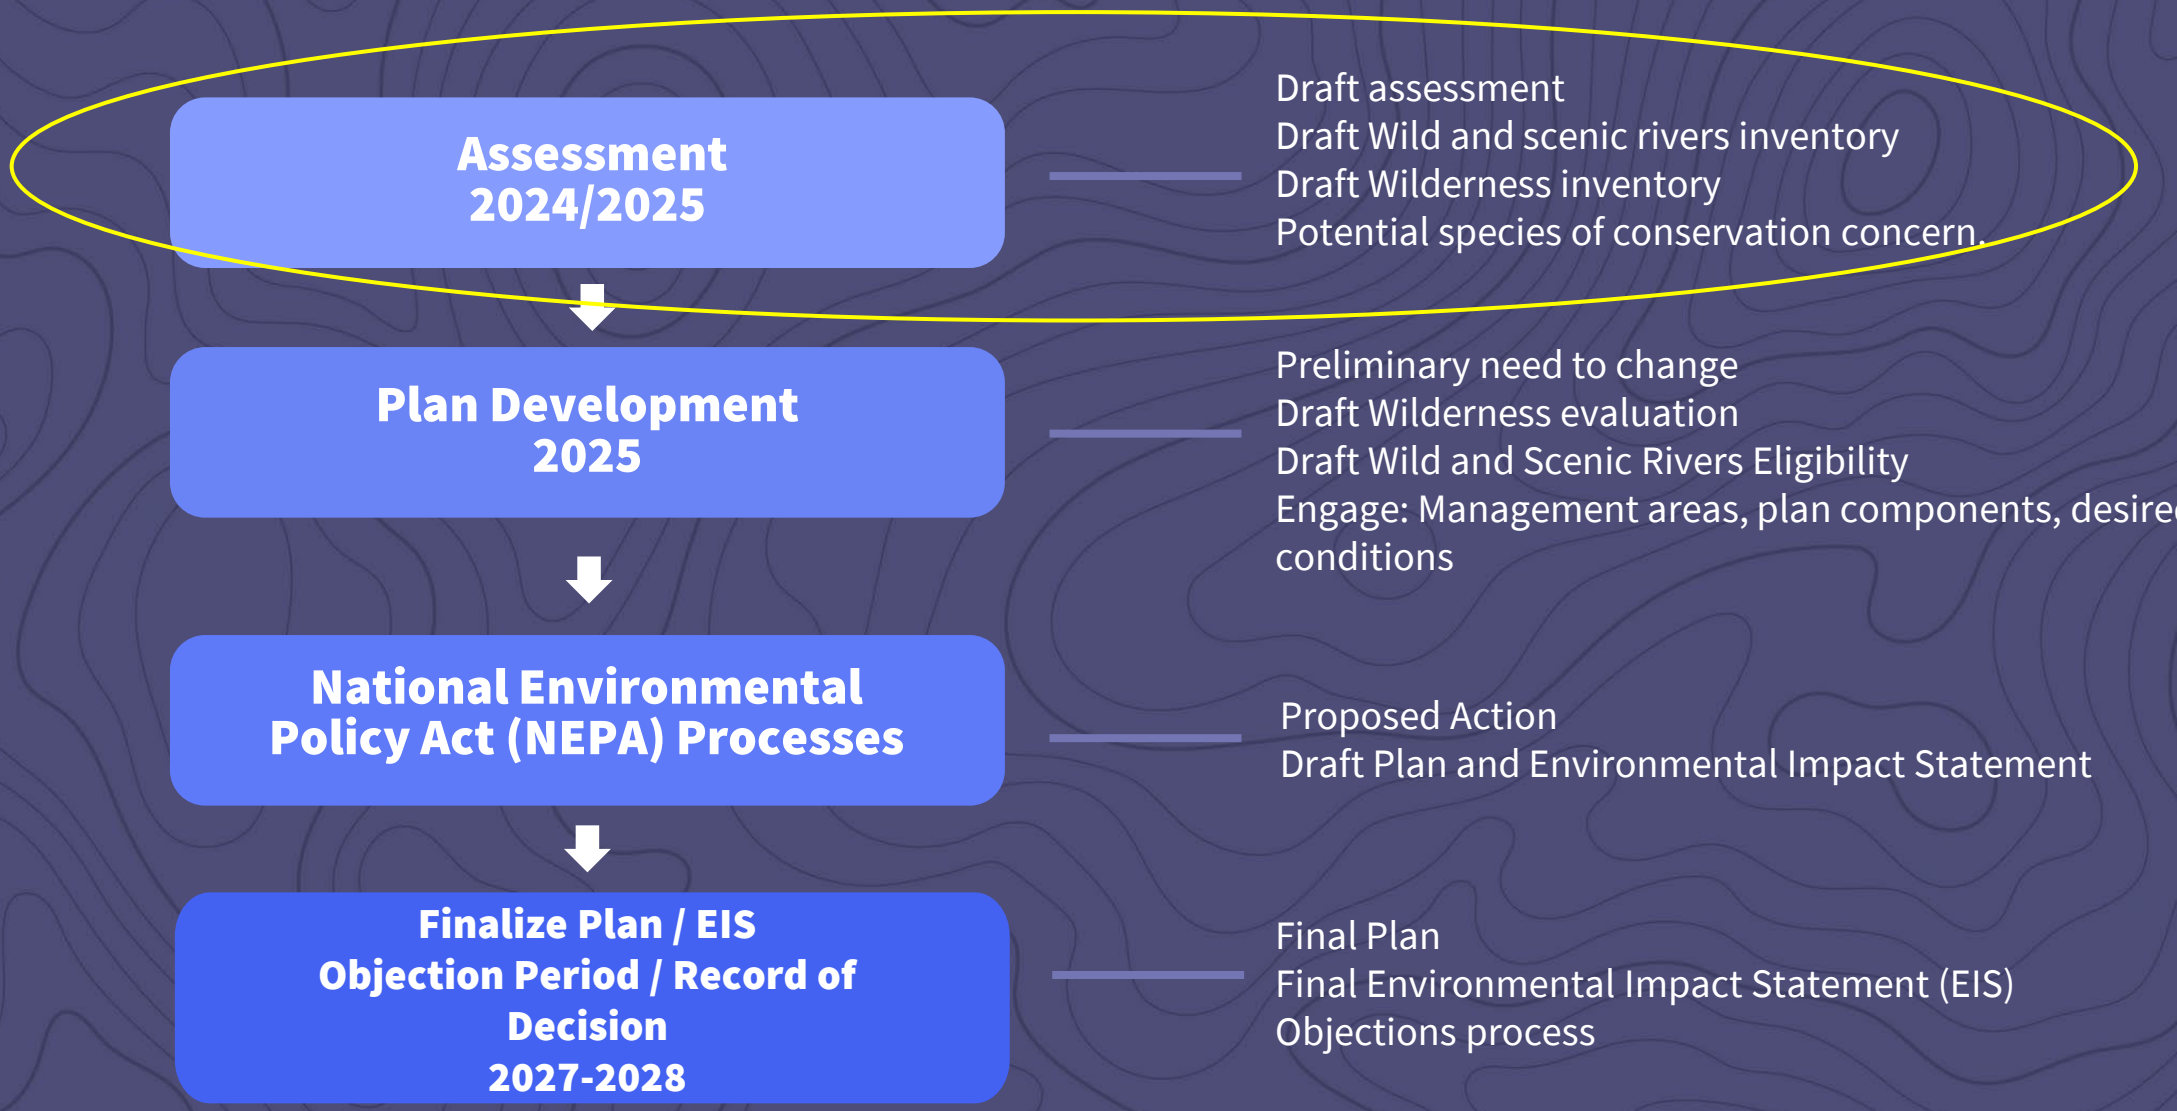 Assessment
2024/2025
Draft assessment
Draft Wild and scenic rivers inventory
Draft Wilderness inventory
Potential species of conservation concern.
Plan Development
2025
Preliminary need to change
Draft Wilderness evaluation
Draft Wild and Scenic Rivers Eligibility
Engage: Management areas, plan components, desired
conditions
National Environmental
Policy Act (NEPA) Processes
Proposed Action
Draft Plan and Environmental Impact Statement
Finalize Plan / EIS
Objection Period / Record of
Decision
2027-2028
Final Plan
Final Environmental Impact Statement (EIS)
Objections process